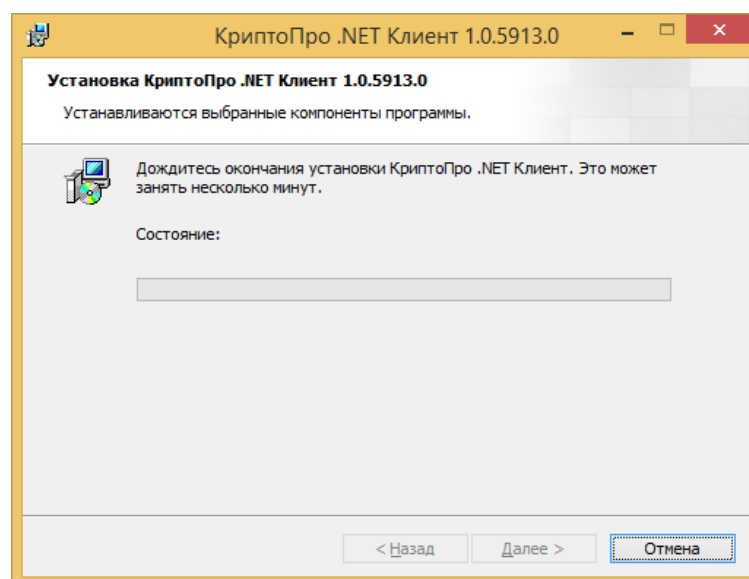 КриптоПро .NET Клиент 1.0.5913.0
Установка КриптоПро .NET Клиент 1.0.5913.0
Устанавливаются выбранные компоненты программы.
Дождитесь окончания установки КриптоПро .NET Клиент. Это может
занять несколько минут.
Состояние:
< Назад Далее > Отмена